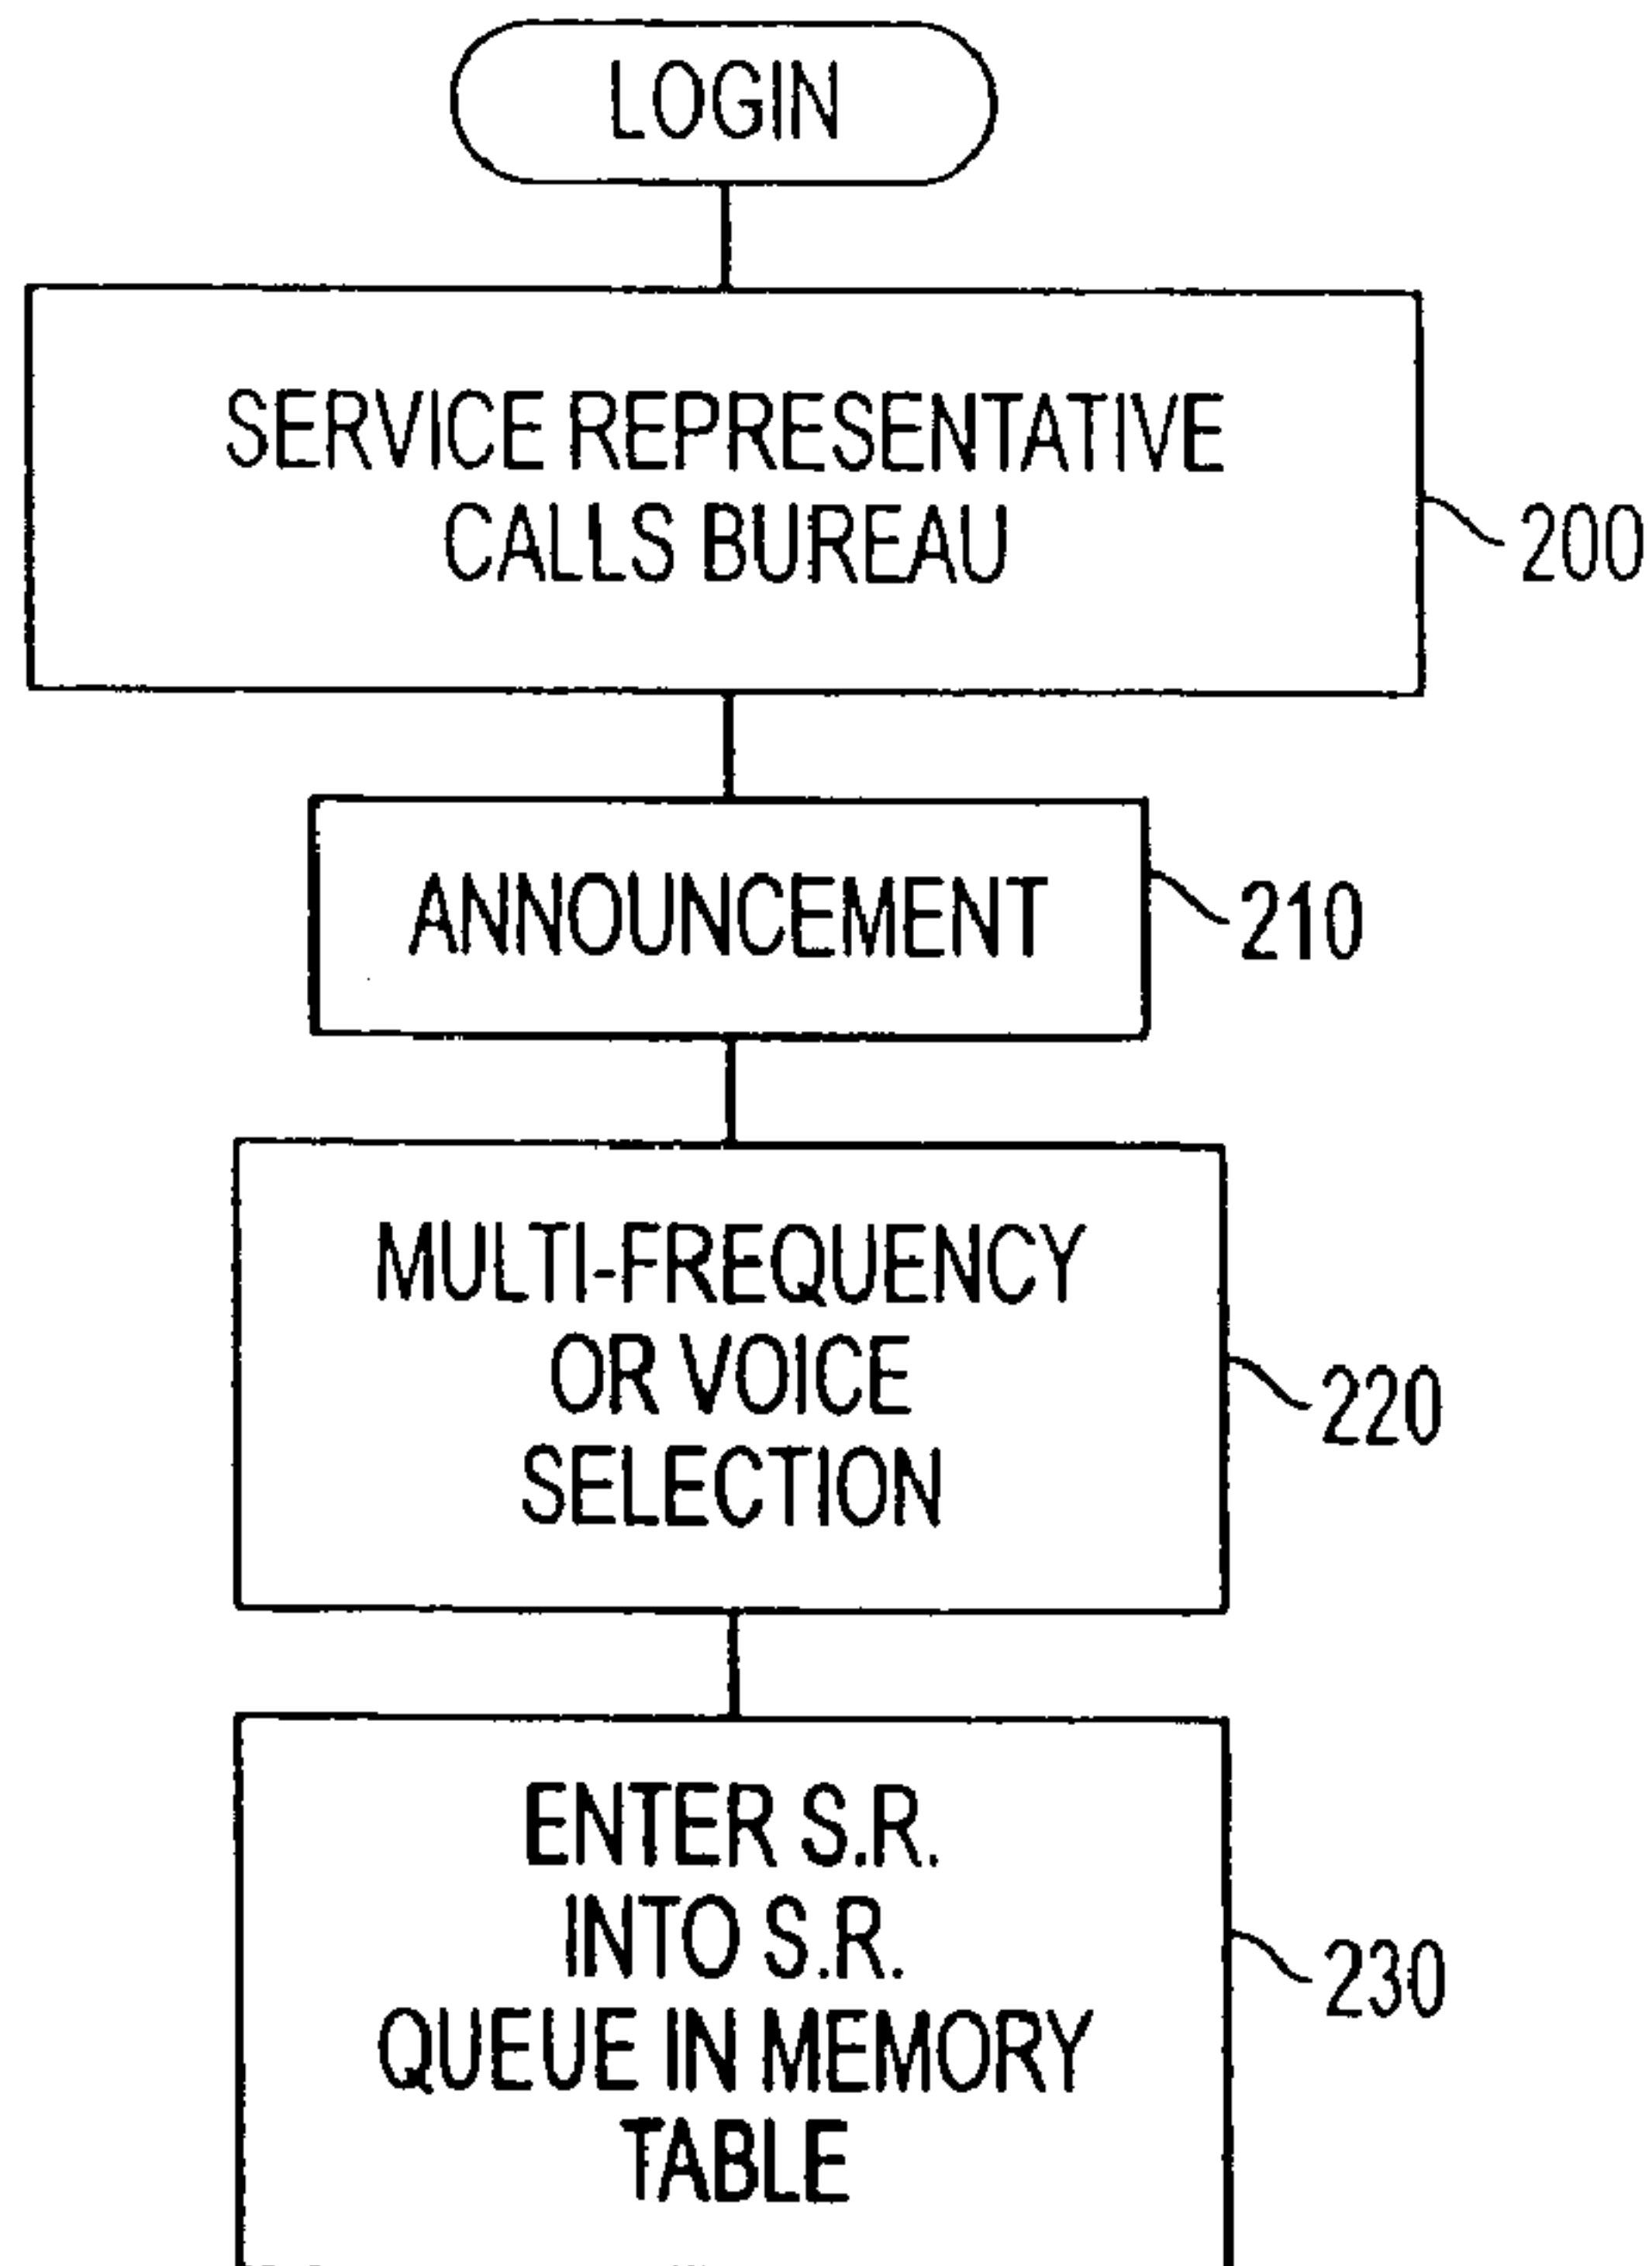 LOGIN
SERVICE REPRESENTATIVE
CALLS BUREAU
200
ANNOUNCEMENT
210
MULTI-FREQUENCY
OR VOICE
SELECTION
220
ENTER S.R.
INTO S.R.
QUEUE IN MEMORY
TABLE
230